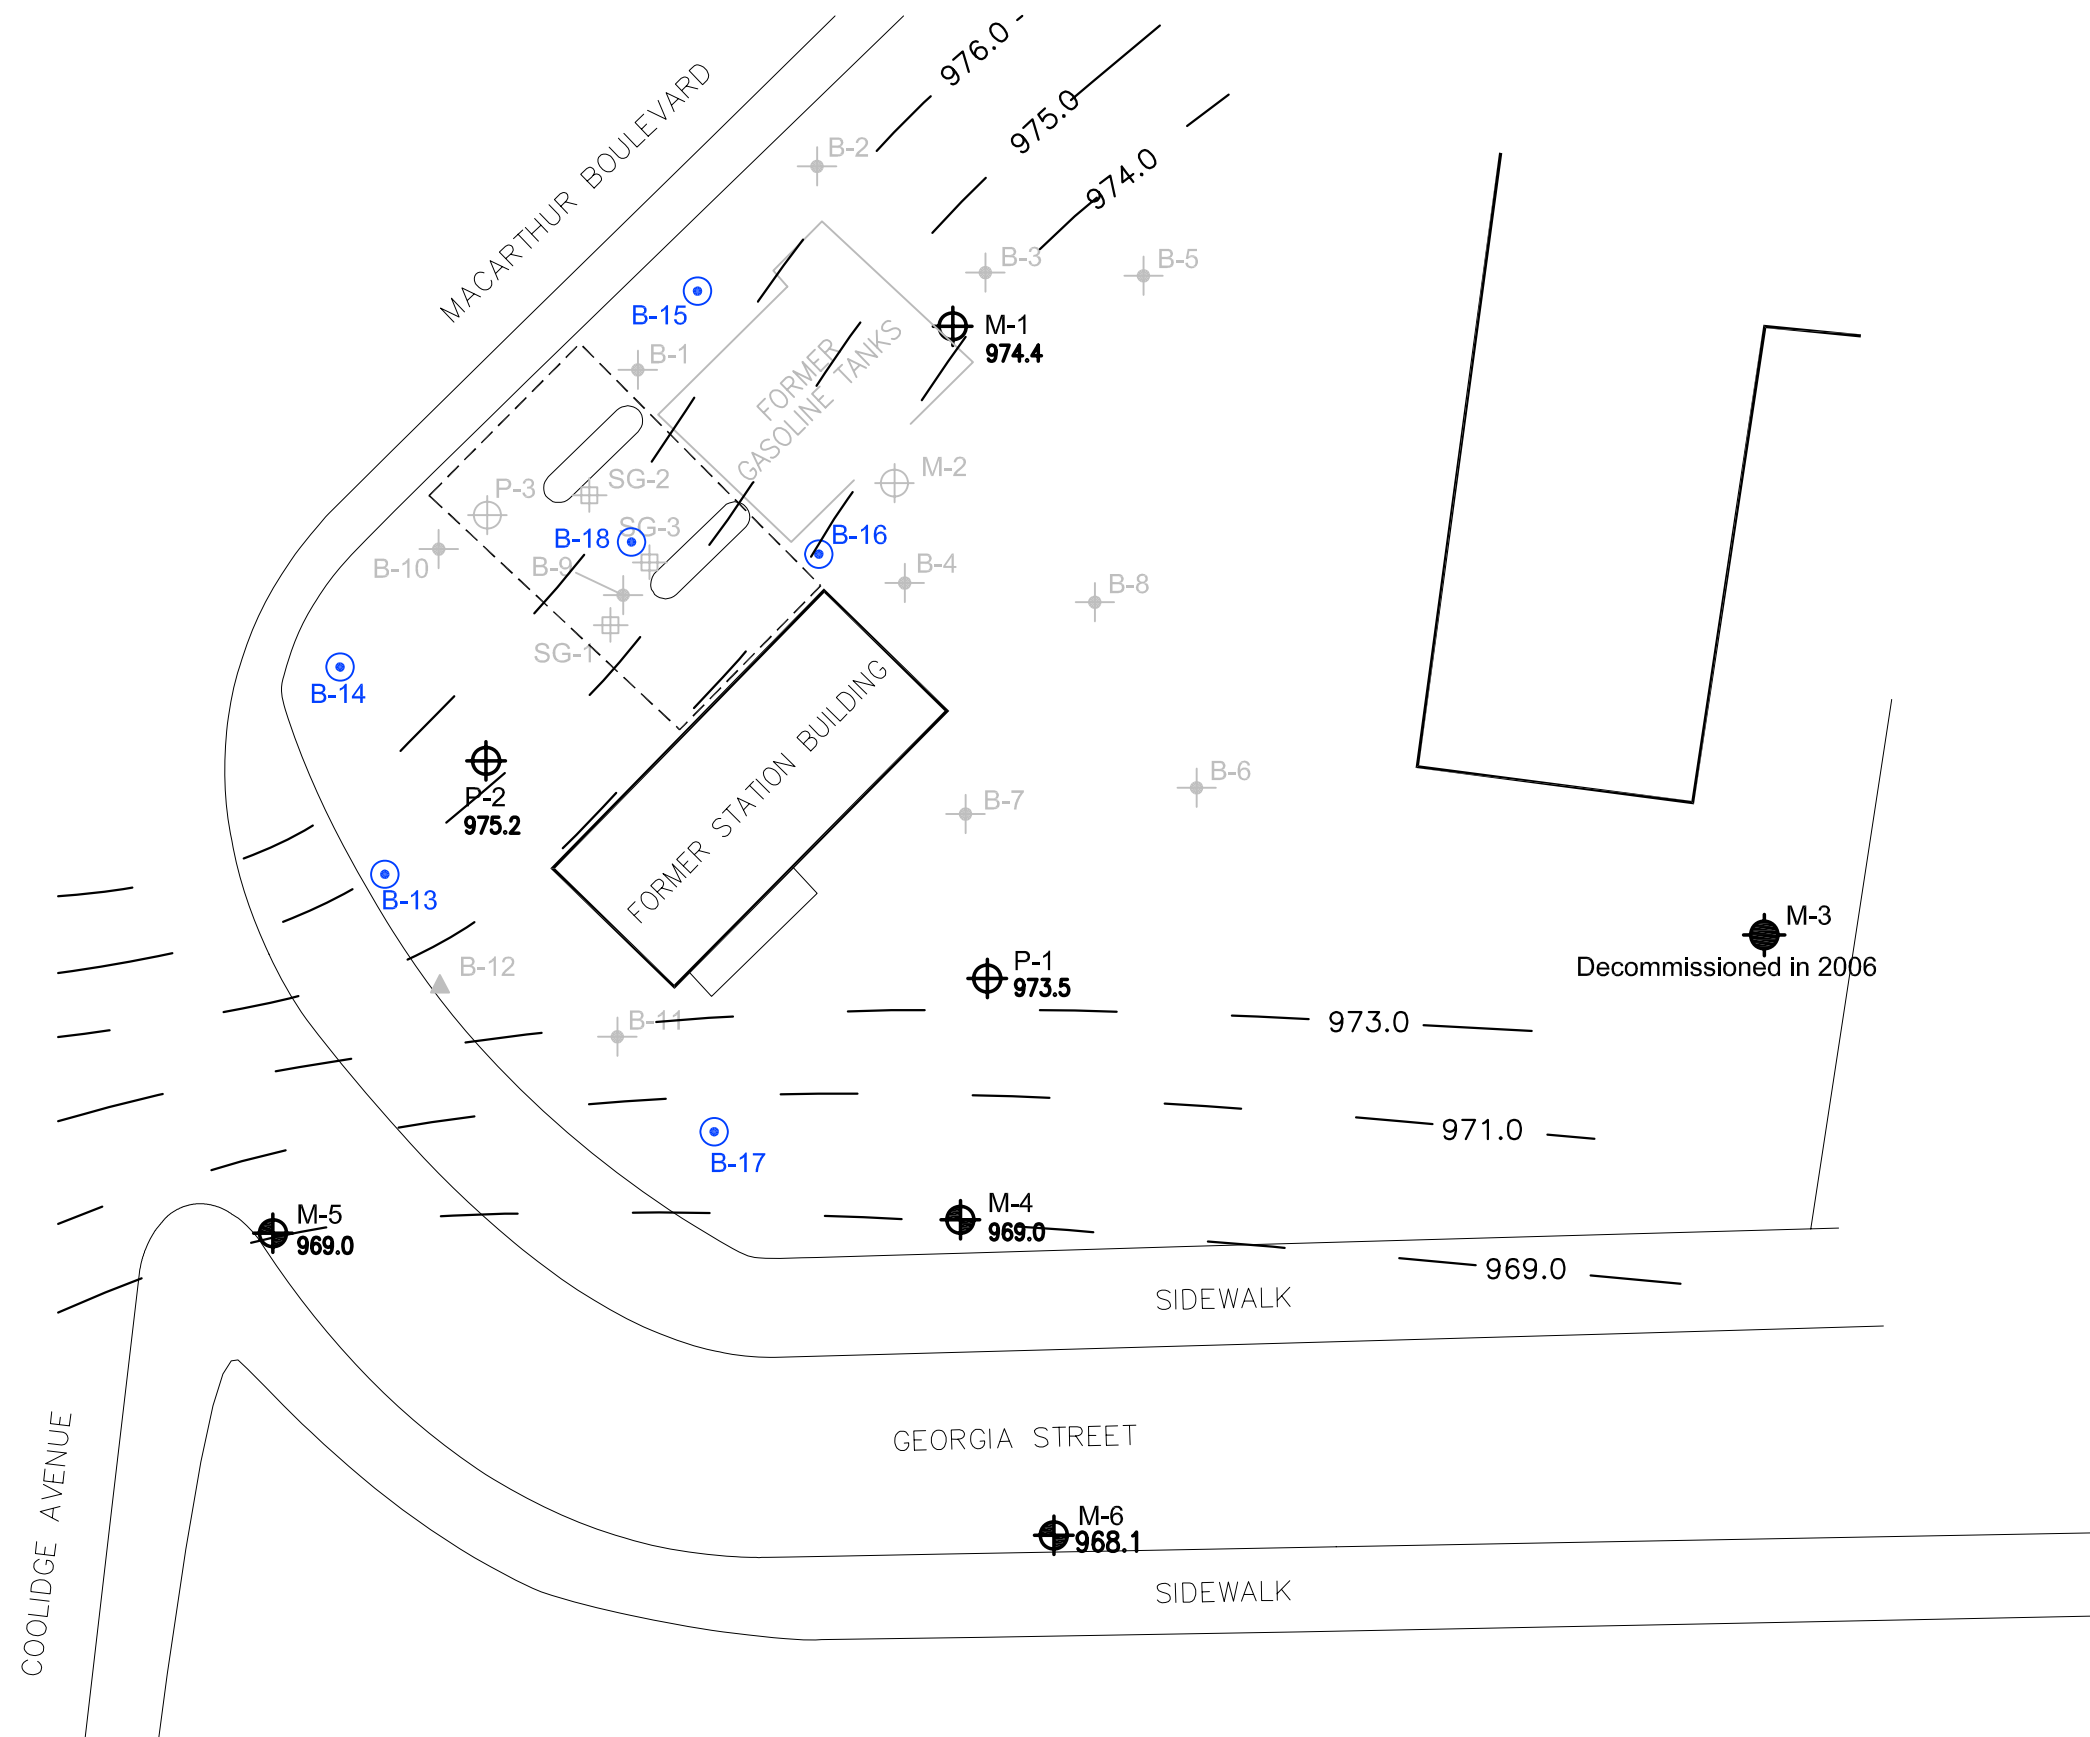 976.0
975.0
974.0
MACARTHUR BOULEVARD
B-2
B-3
B-5
B-15
M-1
974.4
B-1
FORMER
GASOLINE TANKS
M-2
SG-2
P-3
SG-3
B-18
B-16
B-10
B-9
B-4
B-8
SG-1
B-14
FORMER STATION BUILDING
P-2
975.2
B-7
B-6
B-13
M-3
Decommissioned in 2006
B-12
P-1
973.5
B-11
973.0
971.0
B-17
M-5
969.0
M-4
969.0
969.0
SIDEWALK
GEORGIA STREET
COOLIDGE AVENUE
M-6
968.1
SIDEWALK